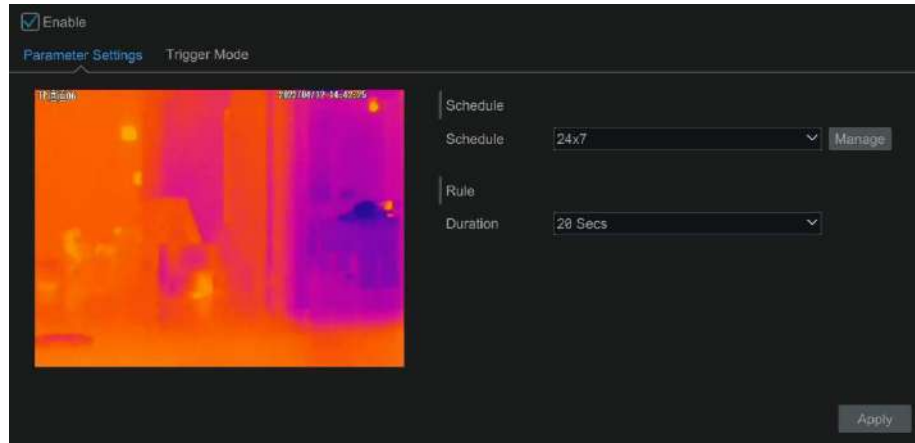 Enable
Parameter Settings
Trigger Mode
Schedule
Schedule 24x7 Manage
Rule
Duration 20 Secs
Apply